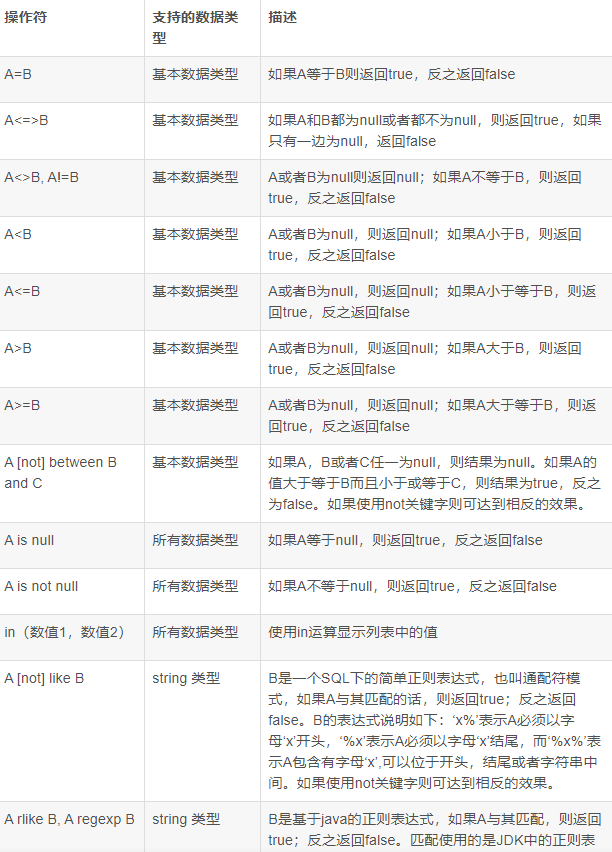 操作符 支持的数据类 描述
型
A=B 基本数据类型 如果A等于B则返回true，反之返回false
A<=>B 基本数据类型 如果A和B都为null或者都不为null，则返回true，如果
只有一边为null，返回false
A<>B, A!=B 基本数据类型 A或者B为null则返回null；如果A不等于B，则返回
true，反之返回false
A<B 基本数据类型 A或者B为null，则返回null；如果A小于B，则返回
true，反之返回false
A<=B 基本数据类型 A或者B为null，则返回null；如果A小于等于B，则返
回true，反之返回false
A>B 基本数据类型 A或者B为null，则返回null；如果A大于B，则返回
true，反之返回false
A>=B 基本数据类型 A或者B为null，则返回null；如果A大于等于B，则返
回true，反之返回false
A [not] between B 基本数据类型 如果A，B或者C任一为null，则结果为null。如果A的
and C 值大于等于B而且小于或等于C，则结果为true，反之
为false。如果使用not关键字则可达到相反的效果。
A is null 所有数据类型 如果A等于null，则返回true，反之返回false
A is not null 所有数据类型 如果A不等于null，则返回true，反之返回false
in（数值1，数值2） 所有数据类型 使用in运算显示列表中的值
A [not] like B string 类型 B是一个SQL下的简单正则表达式，也叫通配符模
式，如果A与其匹配的话，则返回true；反之返回
false。B的表达式说明如下：‘x%’表示A必须以字
母‘x’开头，‘%x’表示A必须以字母‘x’结尾，而‘%x%’表
示A包含有字母‘x’,可以位于开头，结尾或者字符串中
间。如果使用not关键字则可达到相反的效果。
A rlike B, A regexp B string 类型 B是基于java的正则表达式，如果A与其匹配，则返回
true；反之返回false。匹配使用的是JDK中的正则表